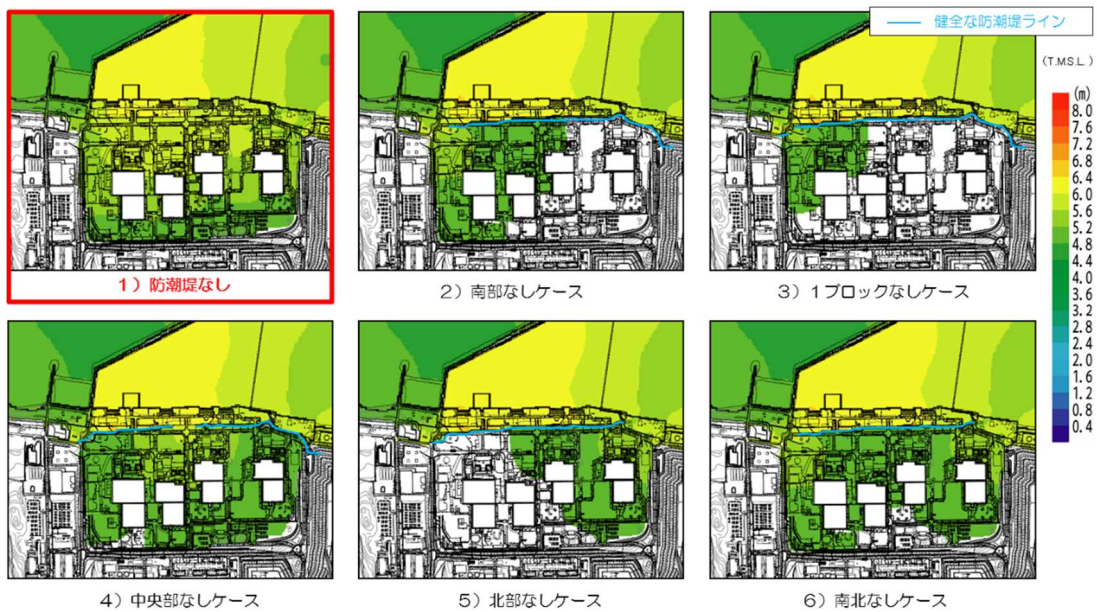 健全な防潮堤ライン
(T.M.S.L.)
(m)
8.0
7.6
7.2
6.8
6.4
6.0
5.6
5.2
4.8
4.4
4.0
3.6
3.2
2.8
2.4
2.0
1.6
1.2
0.8
0.4
1）防潮堤なし
2）南部なしケース
3）1ブロックなしケース
4）中央部なしケース
5）北部なしケース
6）南北なしケース